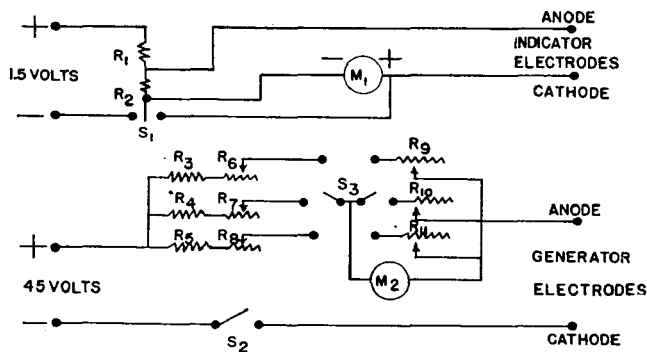 +
ANODE
R1
INDICATOR
ELECTRODES
1.5 VOLTS
− M1 +
R2
CATHODE
−
S1
R9
R3 R6
R4 R7 S3 R10
ANODE
R5 R8 R11
+
GENERATOR
45 VOLTS
M2
ELECTRODES
−
S2
CATHODE